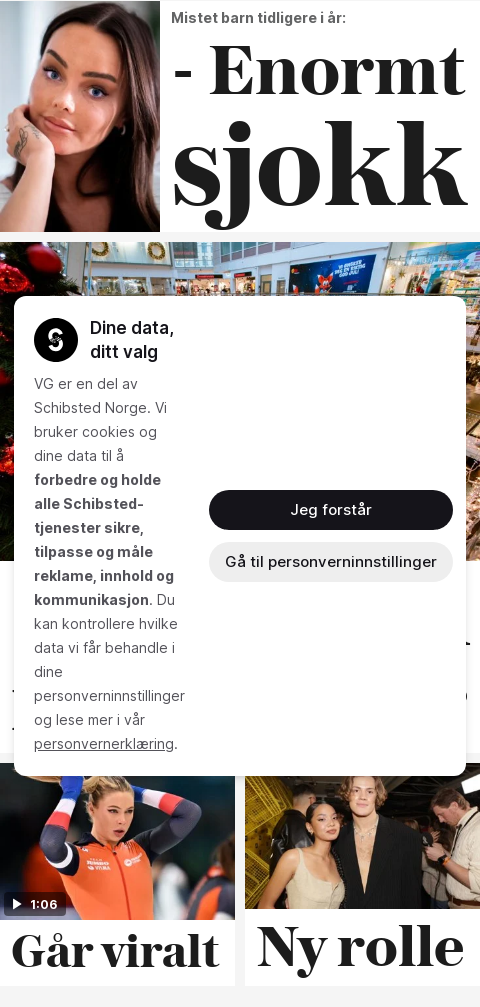 Mistet barn tidligere i år:
- Enormt
sjokk
Dine data,
ditt valg
VG er en del av
Schibsted Norge. Vi
bruker cookies og
dine data til å
forbedre og holde
alle Schibsted-
tjenester sikre,
tilpasse og måle
reklame, innhold og
kommunikasjon. Du
kan kontrollere hvilke
data vi får behandle i
dine
personverninnstillinger
og lese mer i vår
personvernerklæring.
Jeg forstår
Gå til personverninnstillinger
1:06
Går viralt
Ny rolle